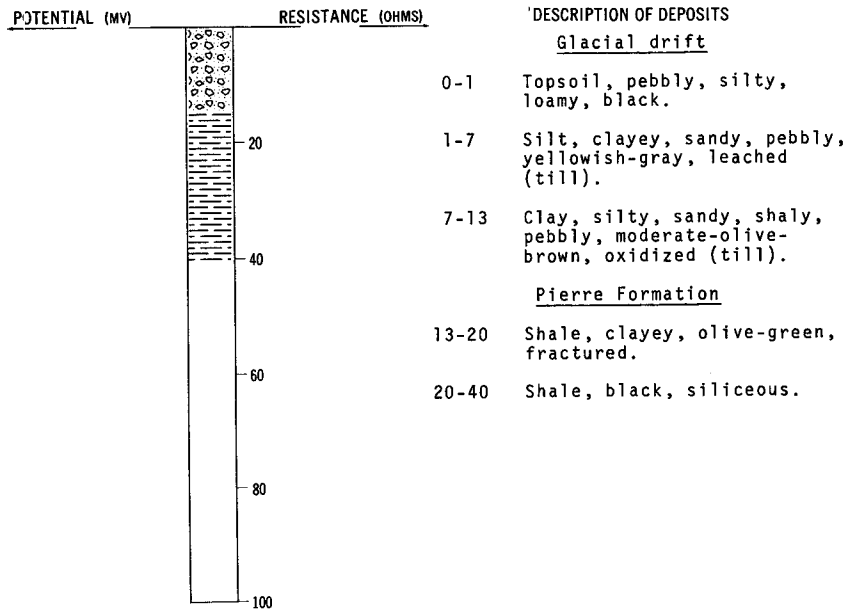 POTENTIAL (MV) RESISTANCE (OHMS) DESCRIPTION OF DEPOSITS
Glacial drift
0-1 Topsoil, pebbly, silty,
loamy, black.
1-7 Silt, clayey, sandy, pebbly,
yellowish-gray, leached
(till).
7-13 Clay, silty, sandy, shaly,
pebbly, moderate-olive-
brown, oxidized (till).
Pierre Formation
13-20 Shale, clayey, olive-green,
fractured.
20-40 Shale, black, siliceous.
20
40
60
80
100